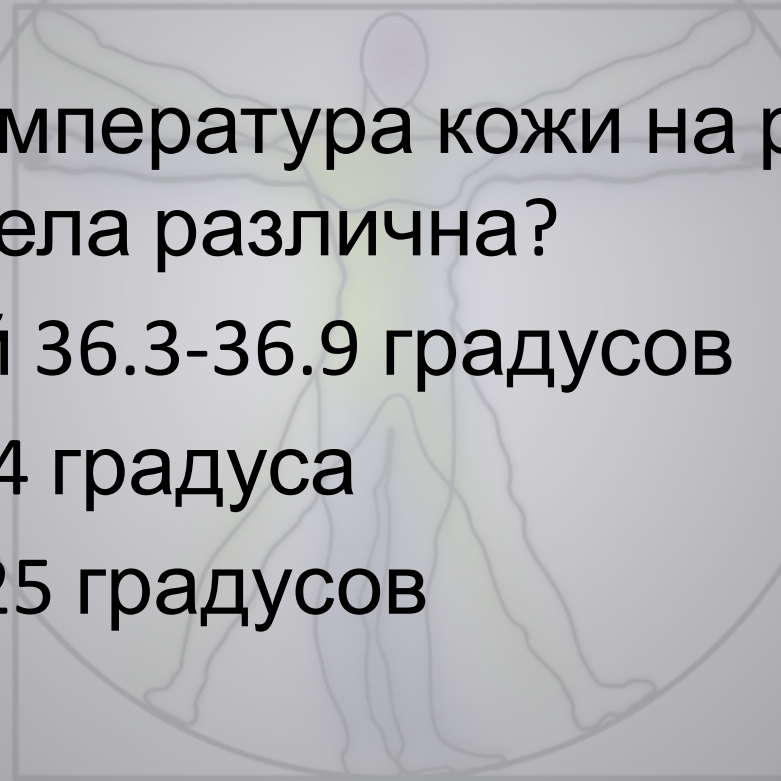 мпература кожи на р
ела различна?
й 36.3-36.9 градусов
4 градуса
25 градусов